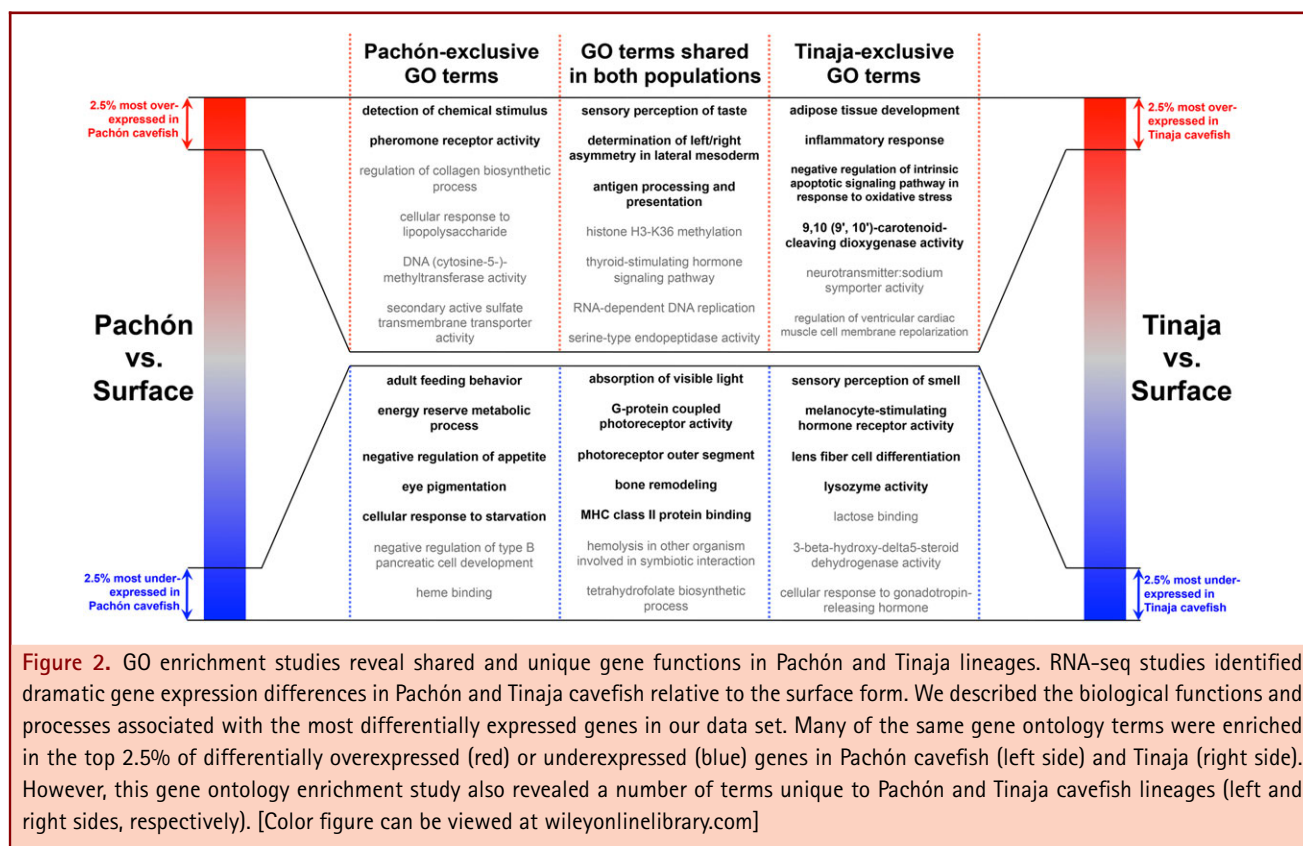 Pachón-exclusive
GO terms
GO terms shared
in both populations
Tinaja-exclusive
GO terms
2.5% most over-
expressed in
Pachón cavefish
detection of chemical stimulus
pheromone receptor activity
regulation of collagen biosynthetic
process
cellular response to
lipopolysaccharide
DNA (cytosine-5-)-
methyltransferase activity
secondary active sulfate
transmembrane transporter
activity
sensory perception of taste
determination of left/right
asymmetry in lateral mesoderm
antigen processing and
presentation
histone H3-K36 methylation
thyroid-stimulating hormone
signaling pathway
RNA-dependent DNA replication
serine-type endopeptidase activity
adipose tissue development
inflammatory response
negative regulation of intrinsic
apoptotic signaling pathway in
response to oxidative stress
9,10 (9', 10')-carotenoid-
cleaving dioxygenase activity
neurotransmitter:sodium
symporter activity
regulation of ventricular cardiac
muscle cell membrane repolarization
2.5% most over-
expressed in
Tinaja cavefish
Pachón
vs.
Surface
Tinaja
vs.
Surface
2.5% most under-
expressed in
Pachón cavefish
adult feeding behavior
energy reserve metabolic
process
negative regulation of appetite
eye pigmentation
cellular response to starvation
negative regulation of type B
pancreatic cell development
heme binding
absorption of visible light
G-protein coupled
photoreceptor activity
photoreceptor outer segment
bone remodeling
MHC class II protein binding
hemolysis in other organism
involved in symbiotic interaction
tetrahydrofolate biosynthetic
process
sensory perception of smell
melanocyte-stimulating
hormone receptor activity
lens fiber cell differentiation
lysozyme activity
lactose binding
3-beta-hydroxy-delta5-steroid
dehydrogenase activity
cellular response to gonadotropin-
releasing hormone
2.5% most under-
expressed in
Tinaja cavefish
Figure 2. GO enrichment studies reveal shared and unique gene functions in Pachón and Tinaja lineages. RNA-seq studies identified
dramatic gene expression differences in Pachón and Tinaja cavefish relative to the surface form. We described the biological functions and
processes associated with the most differentially expressed genes in our data set. Many of the same gene ontology terms were enriched
in the top 2.5% of differentially overexpressed (red) or underexpressed (blue) genes in Pachón cavefish (left side) and Tinaja (right side).
However, this gene ontology enrichment study also revealed a number of terms unique to Pachón and Tinaja cavefish lineages (left and
right sides, respectively). [Color figure can be viewed at wileyonlinelibrary.com]